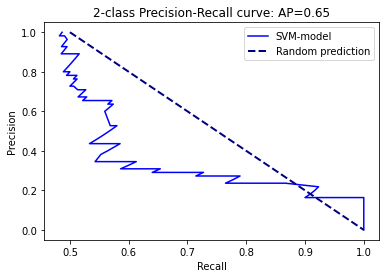 2-class Precision-Recall curve: AP=0.65
SVM-model
Random prediction
Precision
1.0
0.8
0.6
0.4
0.2
0.0
0.5 0.6 0.7 0.8 0.9 1.0
Recall